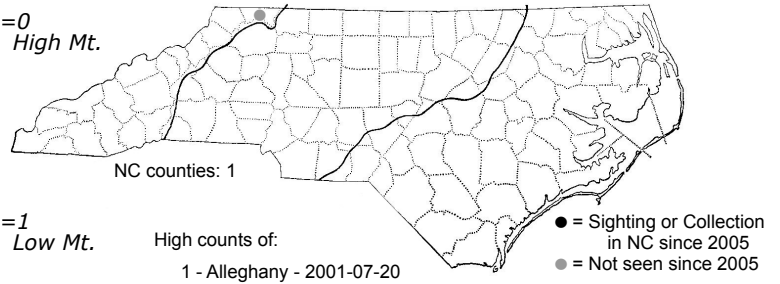 =0
High Mt.
NC counties: 1
=1
Low Mt.
High counts of:
1 - Alleghany - 2001-07-20
= Sighting or Collection
in NC since 2005
= Not seen since 2005